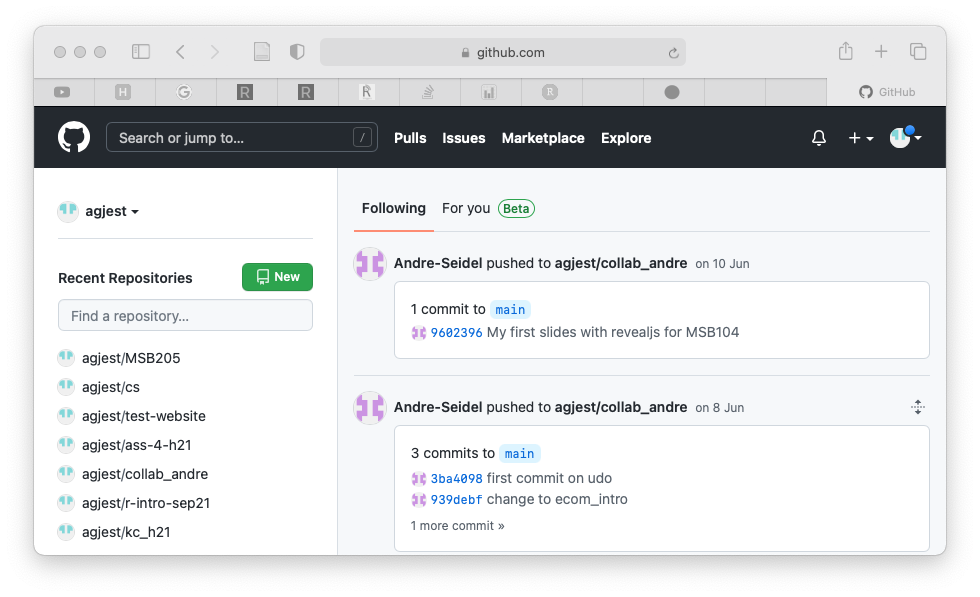 github.com
H
G
R
R
R
R
GitHub
Search or jump to...
/
Pulls
Issues
Marketplace
Explore
agjest
Recent Repositories
New
Find a repository...
agjest/MSB205
agjest/cs
agjest/test-website
agjest/ass-4-h21
agjest/collab_andre
agjest/r-intro-sep21
agjest/kc_h21
Following
For you Beta
Andre-Seidel pushed to agjest/collab_andre on 10 Jun
1 commit to main
9602396 My first slides with revealjs for MSB104
Andre-Seidel pushed to agjest/collab_andre on 8 Jun
3 commits to main
3ba4098 first commit on udo
939debf change to ecom_intro
1 more commit »